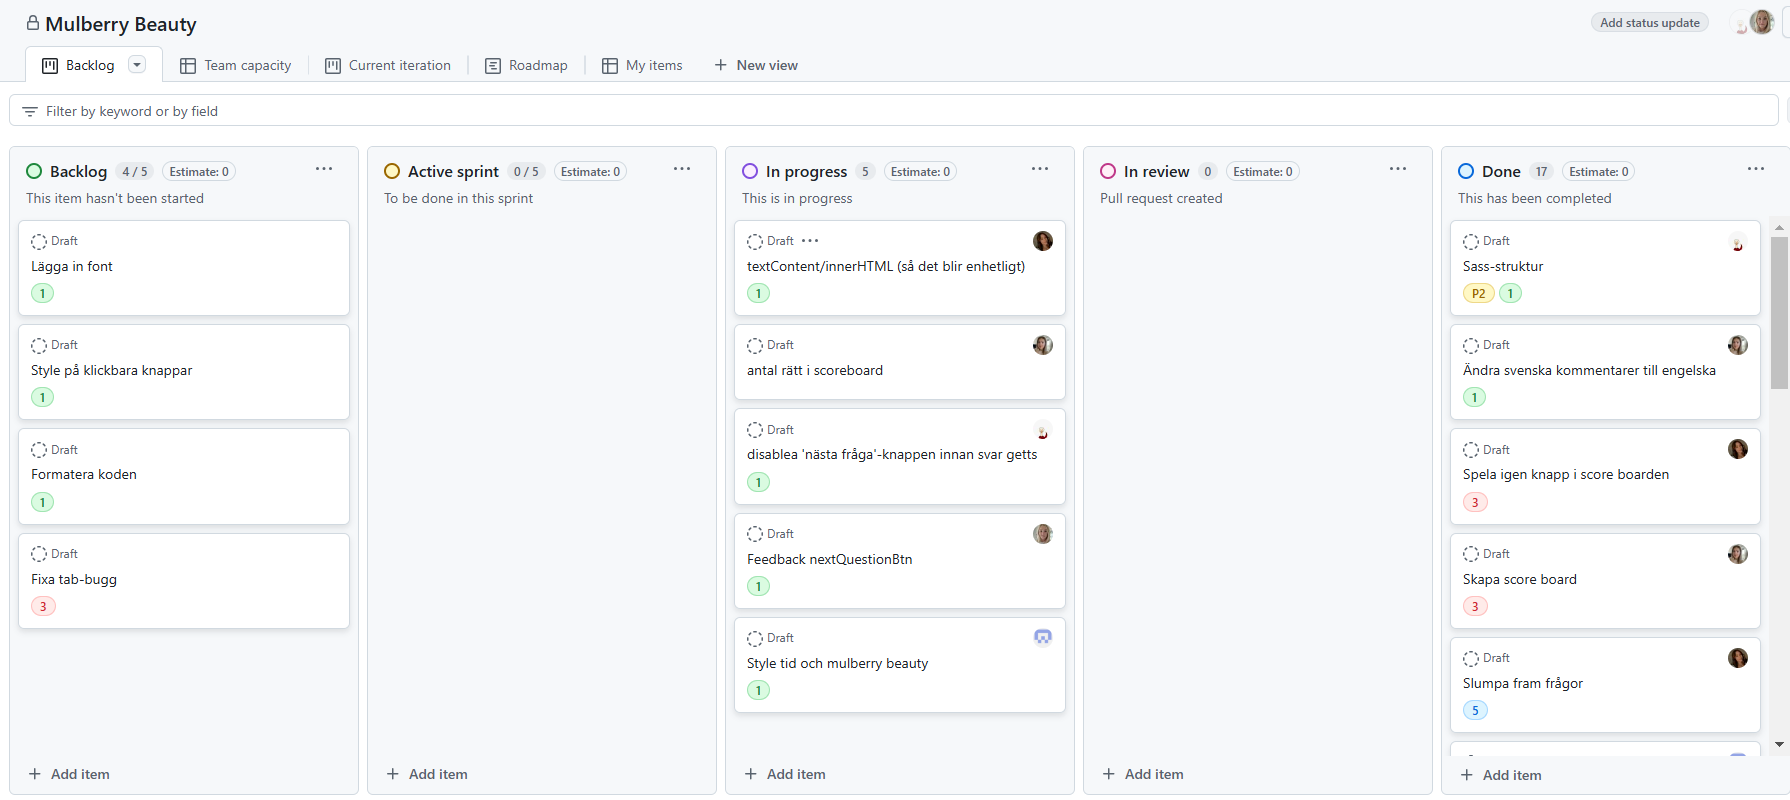 Mulberry Beauty
Add status update
Backlog
Team capacity
Current iteration
Roadmap
My items
New view
Filter by keyword or by field
Backlog 4 / 5 Estimate: 0
This item hasn't been started
Draft
Lägga in font
1
Draft
Style på klickbara knappar
1
Draft
Formatera koden
1
Draft
Fixa tab-bugg
3
Add item
Active sprint 0 / 5 Estimate: 0
To be done in this sprint
Add item
In progress 5 Estimate: 0
This is in progress
Draft
textContent/innerHTML (så det blir enhetligt)
1
Draft
antal rätt i scoreboard
Draft
disablea 'nästa fråga'-knappen innan svar getts
1
Draft
Feedback nextQuestionBtn
1
Draft
Style tid och mulberry beauty
1
Add item
In review 0 Estimate: 0
Pull request created
Add item
Done 17 Estimate: 0
This has been completed
Draft
Sass-struktur
P2 1
Draft
Ändra svenska kommentarer till engelska
1
Draft
Spela igen knapp i score boarden
3
Draft
Skapa score board
3
Draft
Slumpa fram frågor
5
Add item